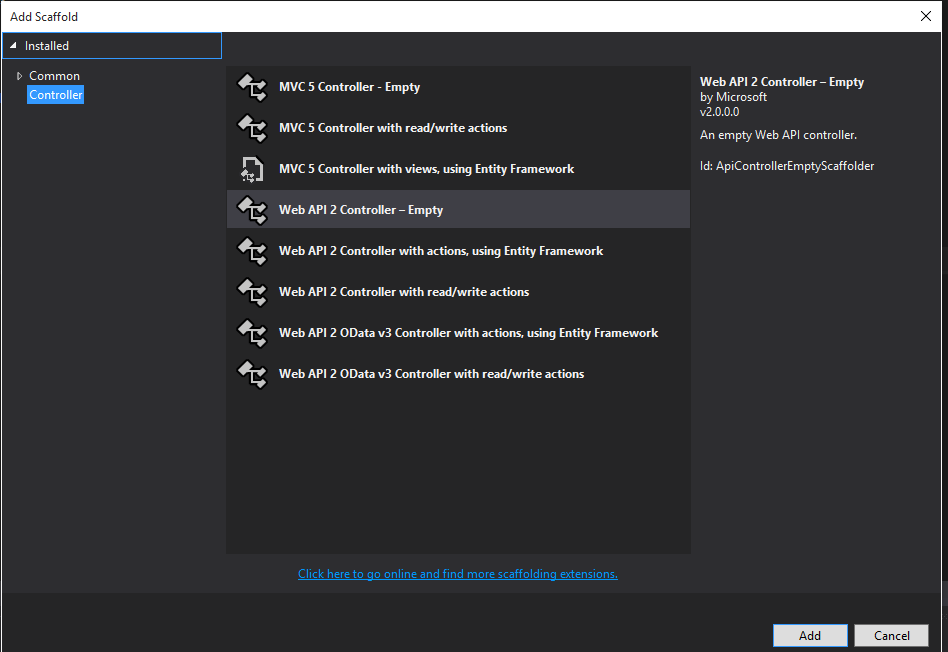 Add Scaffold
Installed
Common
Controller
MVC 5 Controller - Empty
MVC 5 Controller with read/write actions
MVC 5 Controller with views, using Entity Framework
Web API 2 Controller – Empty
Web API 2 Controller with actions, using Entity Framework
Web API 2 Controller with read/write actions
Web API 2 OData v3 Controller with actions, using Entity Framework
Web API 2 OData v3 Controller with read/write actions
Web API 2 Controller – Empty
by Microsoft
v2.0.0.0
An empty Web API controller.
Id: ApiControllerEmptyScaffolder
Click here to go online and find more scaffolding extensions.
Add
Cancel